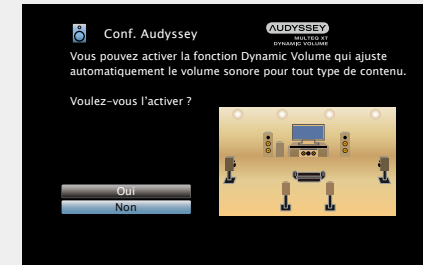 Conf. Audyssey
AUDYSSEY
MULTEQ XT
DYNAMIC VOLUME
Vous pouvez activer la fonction Dynamic Volume qui ajuste
automatiquement le volume sonore pour tout type de contenu.
Voulez-vous l'activer ?
Oui
Non